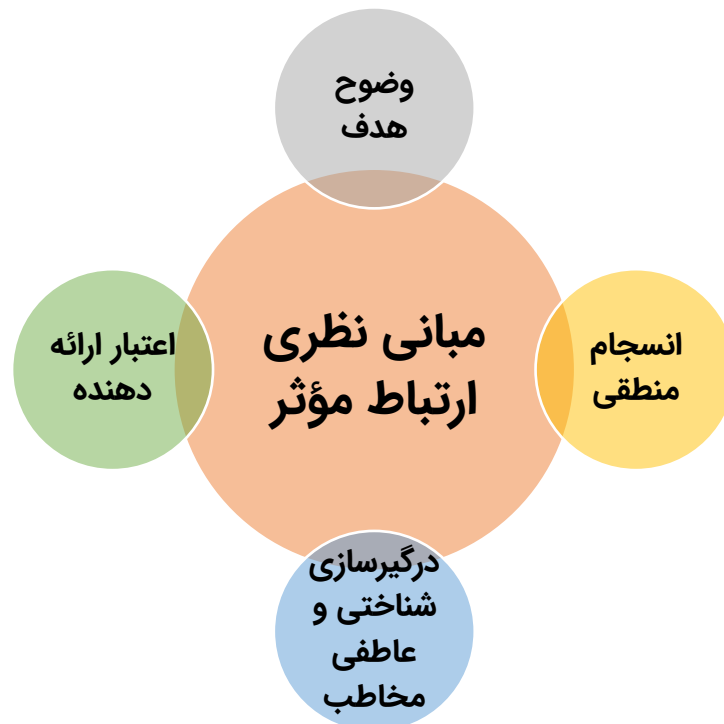 وضوح
هدف
مبانی نظری
ارتباط مؤثر
انسجام
منطقی
درگیرسازی
شناختی و
عاطفی
مخاطب
اعتبار ارائه
دهنده